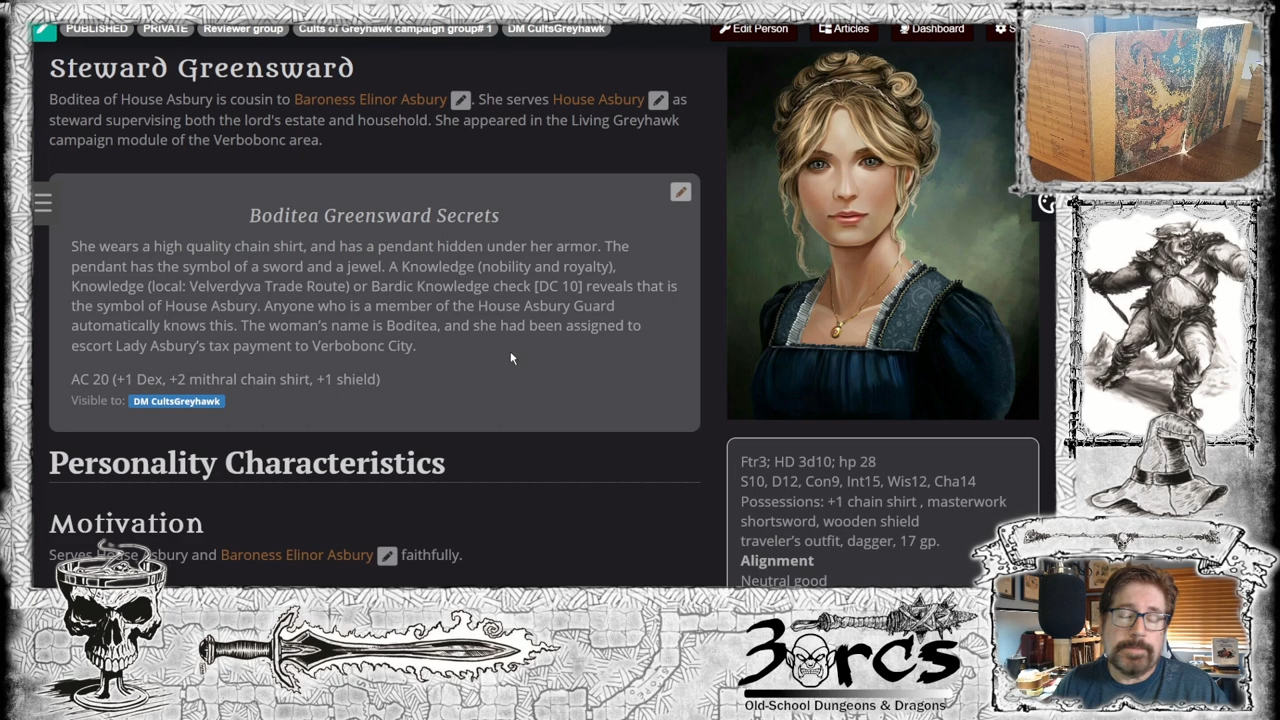 PUBLISHED PRIVATE Reviewer group Cults of Greyhawk campaign group# 1 DM CultsGreyhawk
Edit Person Articles Dashboard S
Steward Greensward
Boditea of House Asbury is cousin to Baroness Elinor Asbury . She serves House Asbury as
steward supervising both the lord's estate and household. She appeared in the Living Greyhawk
campaign module of the Verbobonc area.
Boditea Greensward Secrets
She wears a high quality chain shirt, and has a pendant hidden under her armor. The
pendant has the symbol of a sword and a jewel. A Knowledge (nobility and royalty),
Knowledge (local: Velverdyva Trade Route) or Bardic Knowledge check [DC 10] reveals that is
the symbol of House Asbury. Anyone who is a member of the House Asbury Guard
automatically knows this. The woman's name is Boditea, and she had been assigned to
escort Lady Asbury's tax payment to Verbobonc City.
AC 20 (+1 Dex, +2 mithral chain shirt, +1 shield)
Visible to: DM CultsGreyhawk
Personality Characteristics
Motivation
Serves House Asbury and Baroness Elinor Asbury faithfully.
Ftr3; HD 3d10; hp 28
S10, D12, Con9, Int15, Wis12, Cha14
Possessions: +1 chain shirt , masterwork
shortsword, wooden shield
traveler's outfit, dagger, 17 gp.
Alignment
Neutral good
3 orcs
Old-School Dungeons & Dragons